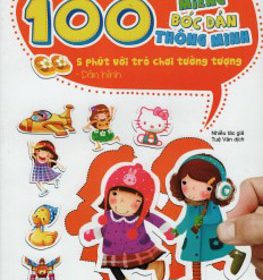 100
MIẾNG
BÓC DÁN
THÔNG MINH
5 phút với trò chơi tưởng tượng
- Dán hình
Nhiều tác giả
Tuệ Văn dịch